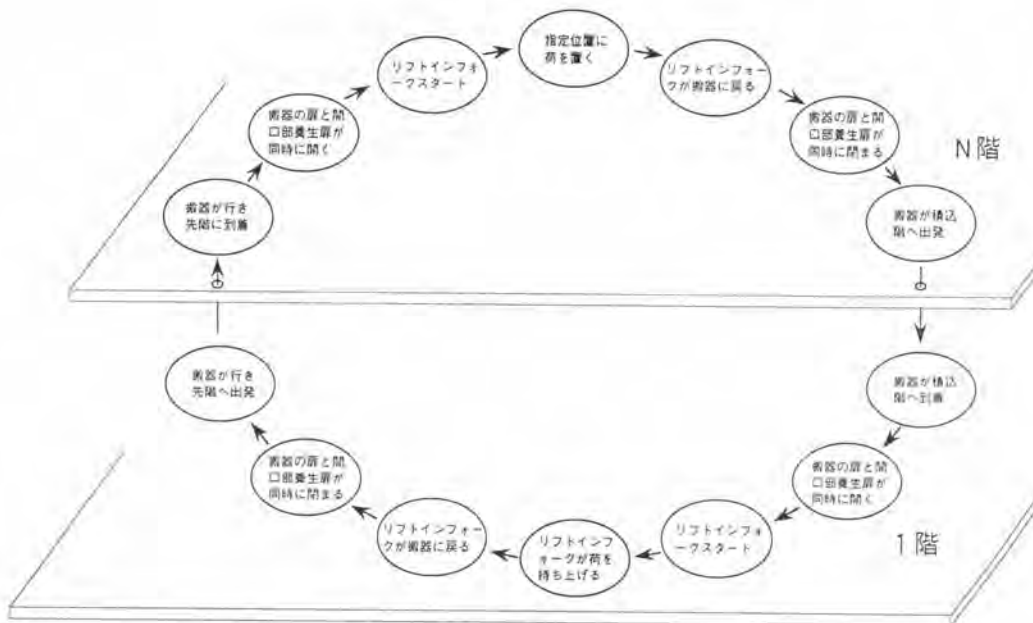 指定位置に
荷を置く
リフトインフォ
ークスタート
リフトインフォー
クが搬器に戻る
搬器の扉と開
口部養生扉が
同時に開く
搬器の扉と開
口部養生扉が
同時に閉まる
N階
搬器が行き
先階に到着
搬器が積込
階へ出発
搬器が行き
先階へ出発
搬器が積込
階へ到着
搬器の扉と開
口部養生扉が
同時に閉まる
搬器の扉と開
口部養生扉が
同時に開く
リフトインフォー
クが搬器に戻る
リフトインフ
ォークが荷を
持ち上げる
リフトインフォ
ークスタート
1階